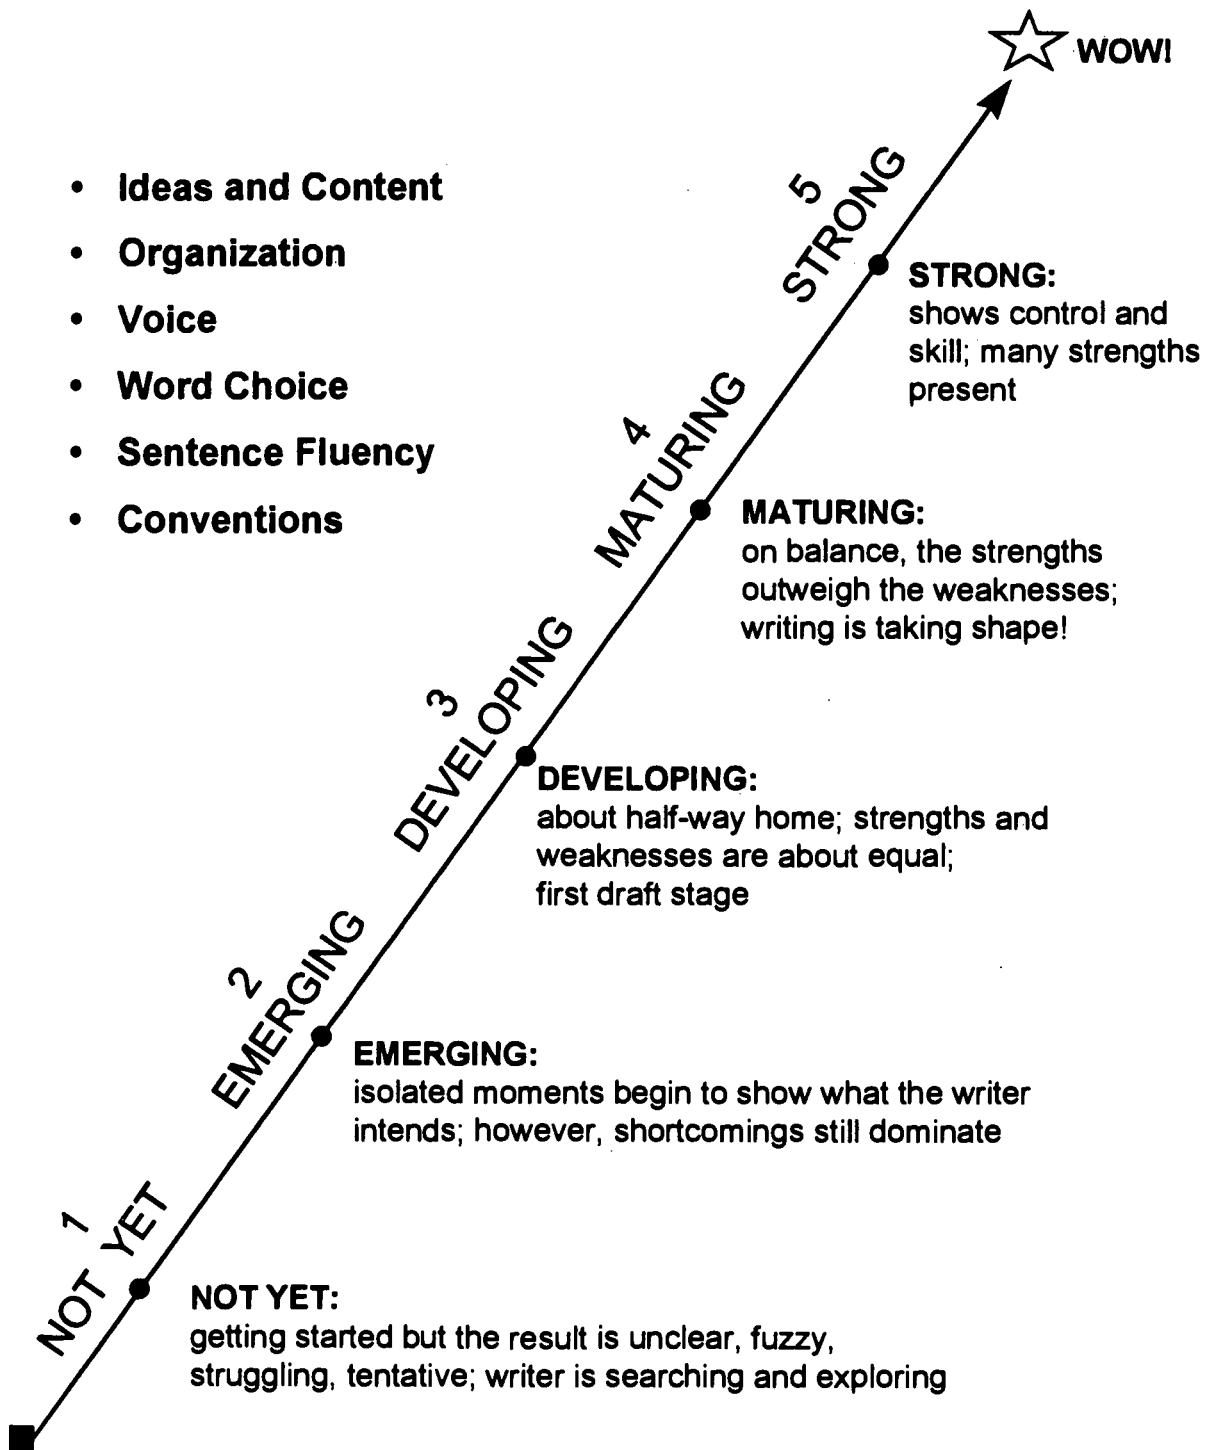 WOW!
• Ideas and Content
• Organization
• Voice
• Word Choice
• Sentence Fluency
• Conventions
5
STRONG
STRONG:
shows control and
skill; many strengths
present
4
MATURING
MATURING:
on balance, the strengths
outweigh the weaknesses;
writing is taking shape!
3
DEVELOPING
DEVELOPING:
about half-way home; strengths and
weaknesses are about equal;
first draft stage
2
EMERGING
EMERGING:
isolated moments begin to show what the writer
intends; however, shortcomings still dominate
1
NOT YET
NOT YET:
getting started but the result is unclear, fuzzy,
struggling, tentative; writer is searching and exploring